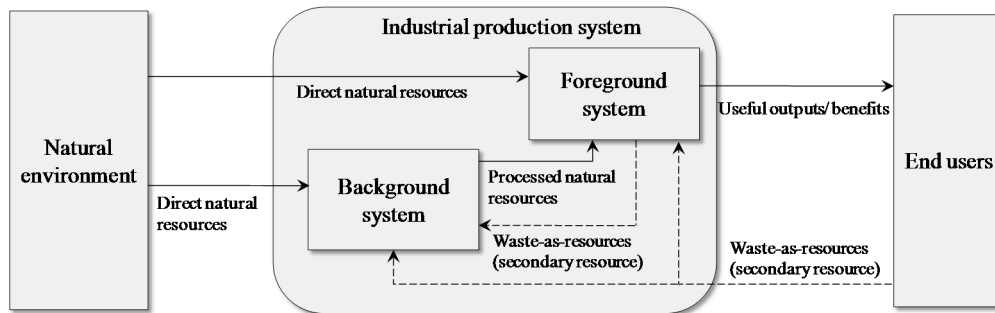 Industrial production system
Foreground
system
Direct natural resources
Useful outputs/ benefits
Natural
environment
End users
Background
system
Processed natural
resources
Direct natural
resources
Waste-as-resources
(secondary resource)
Waste-as-resources
(secondary resource)